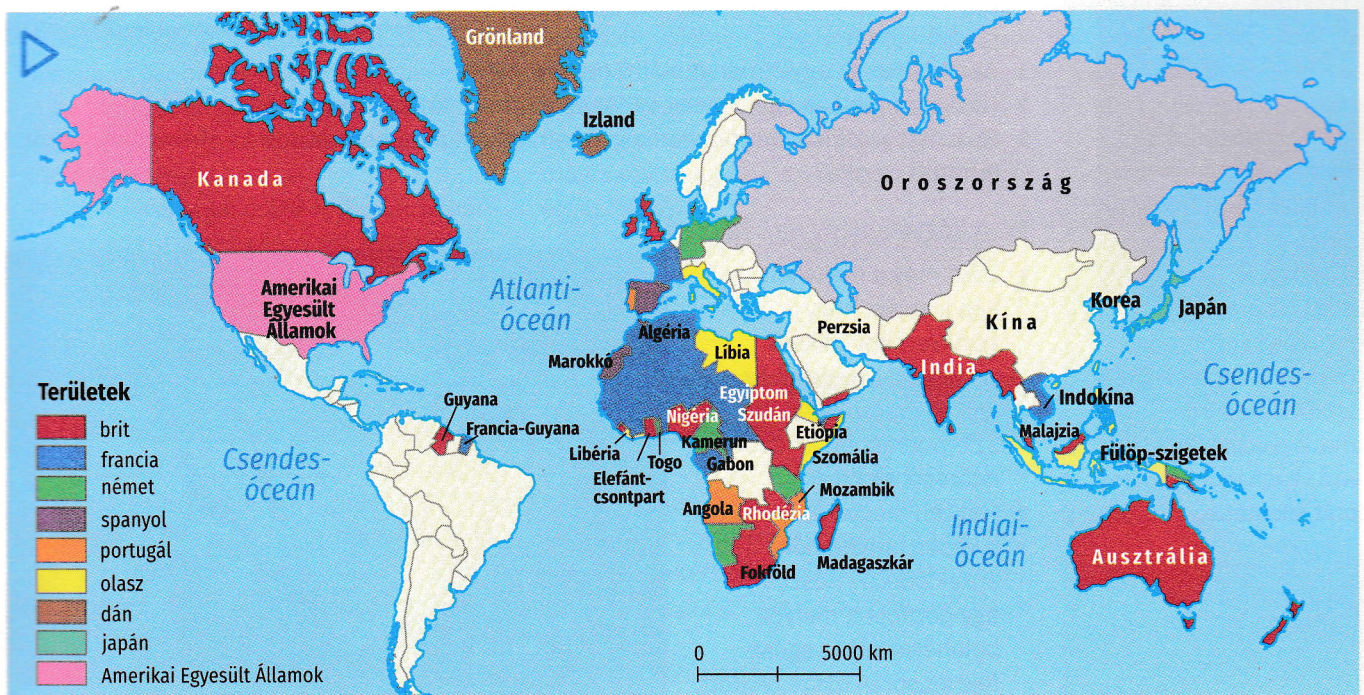 Grönland
Izland
Kanada
Oroszország
Amerikai
Egyesült
Államok
Atlanti-
óceán
Algéria
Marokkó
Líbia
Egyiptom
Szudán
Perzsia
Kína
Korea
Japán
India
Indokína
Csendes-
óceán
Malajzia
Fülöp-szigetek
Guyana
Francia-Guyana
Csendes-
óceán
Nigéria
Kamerun
Libéria
Elefánt-
csontpart
Togo
Gabon
Etiópia
Szomália
Mozambik
Angola
Rhodézia
Madagaszkár
Fokföld
Indiai-
óceán
Ausztrália
Területek
brit
francia
német
spanyol
portugál
olasz
dán
japán
Amerikai Egyesült Államok
0 5000 km